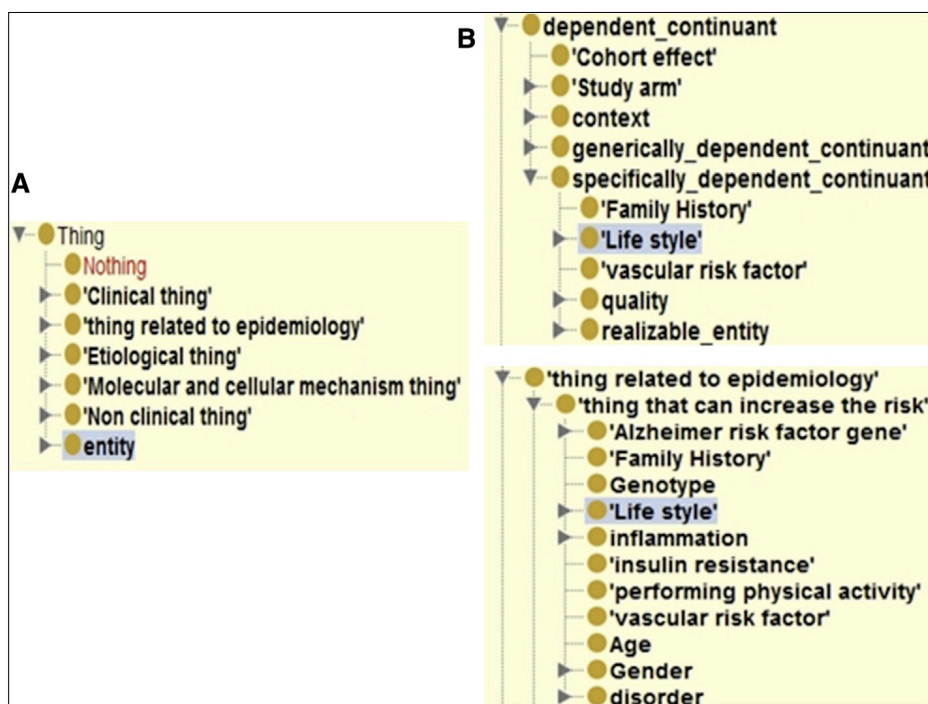 A
Thing
Nothing
'Clinical thing'
'thing related to epidemiology'
'Etiological thing'
'Molecular and cellular mechanism thing'
'Non clinical thing'
entity
B
dependent_continuant
'Cohort effect'
'Study arm'
context
generically_dependent_continuant
specifically_dependent_continuant
'Family History'
'Life style'
'vascular risk factor'
quality
realizable_entity
'thing related to epidemiology'
'thing that can increase the risk'
'Alzheimer risk factor gene'
'Family History'
Genotype
'Life style'
inflammation
'insulin resistance'
'performing physical activity'
'vascular risk factor'
Age
Gender
disorder